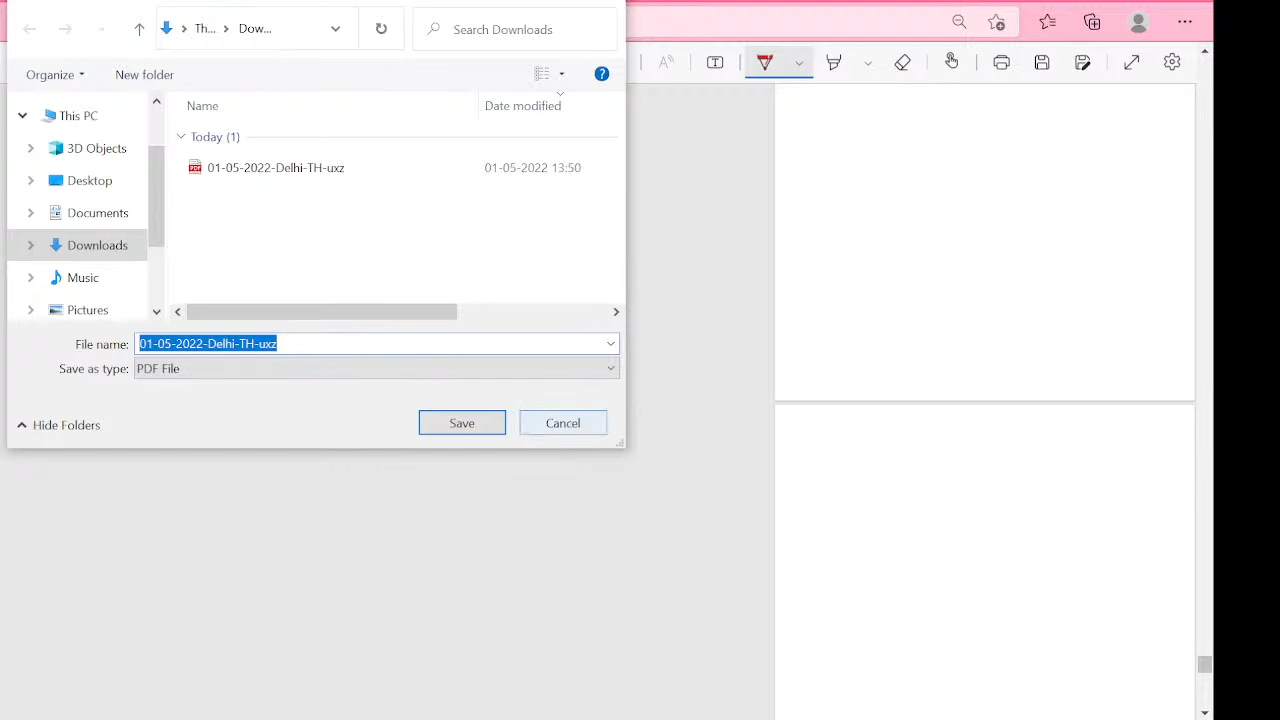 Th...
Dow...
Search Downloads
Organize
New folder
?
This PC
3D Objects
Desktop
Documents
Downloads
Music
Pictures
Name
Date modified
Today (1)
PDF
01-05-2022-Delhi-TH-uxz
01-05-2022 13:50
File name:
01-05-2022-Delhi-TH-uxz
Save as type:
PDF File
Hide Folders
Save
Cancel